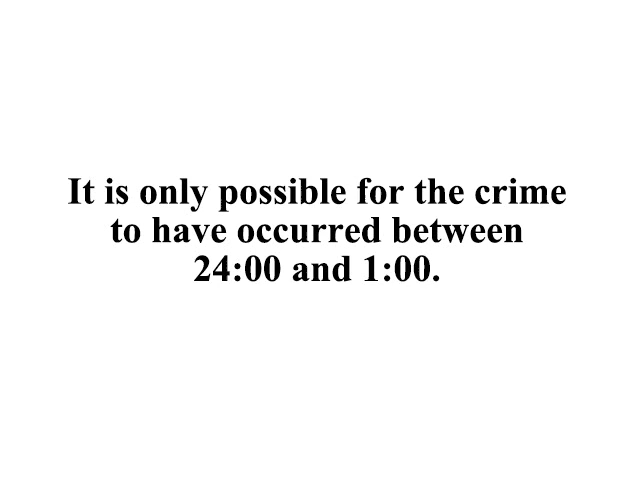 It is only possible for the crime
to have occurred between
24:00 and 1:00.